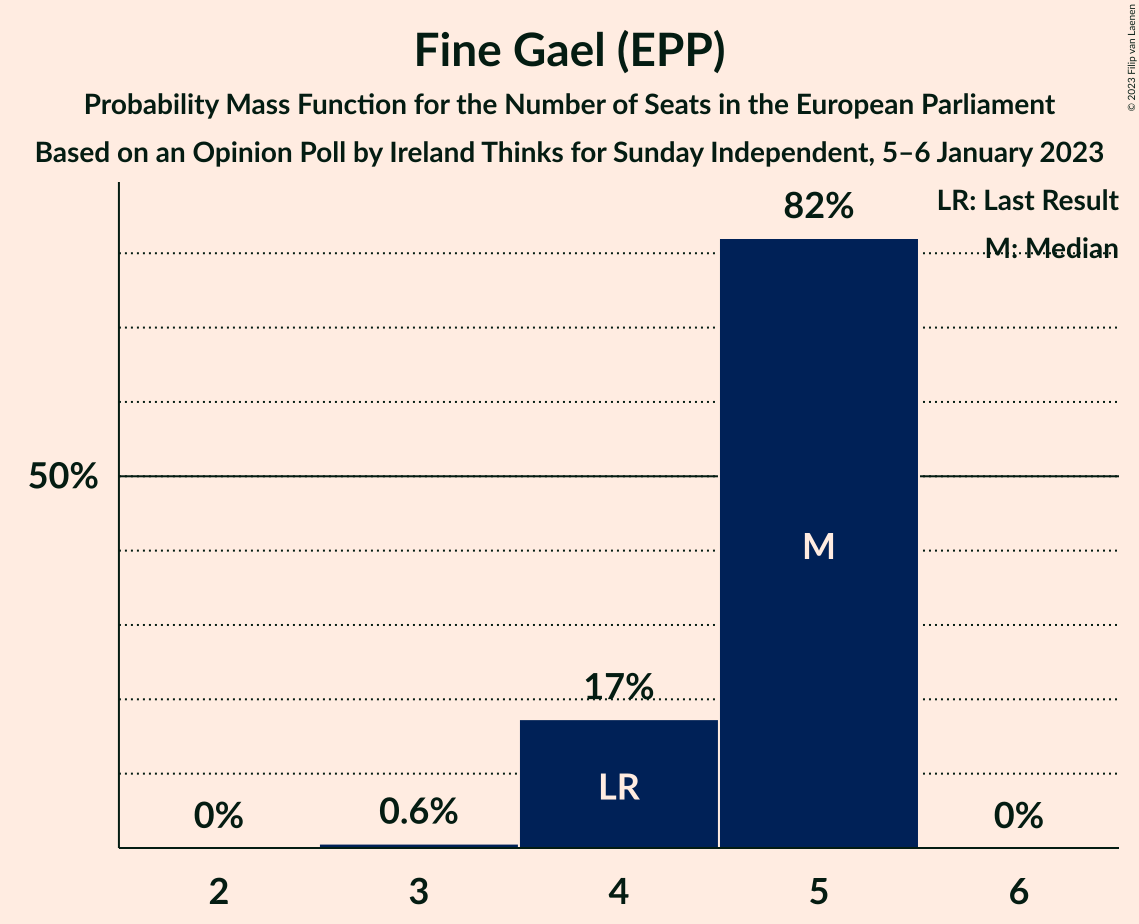 Fine Gael (EPP)
Probability Mass Function for the Number of Seats in the European Parliament
Based on an Opinion Poll by Ireland Thinks for Sunday Independent, 5–6 January 2023
© 2023 Filip van Laenen
LR: Last Result
M: Median
82%
50%
M
17%
LR
0%
0.6%
0%
2
3
4
5
6